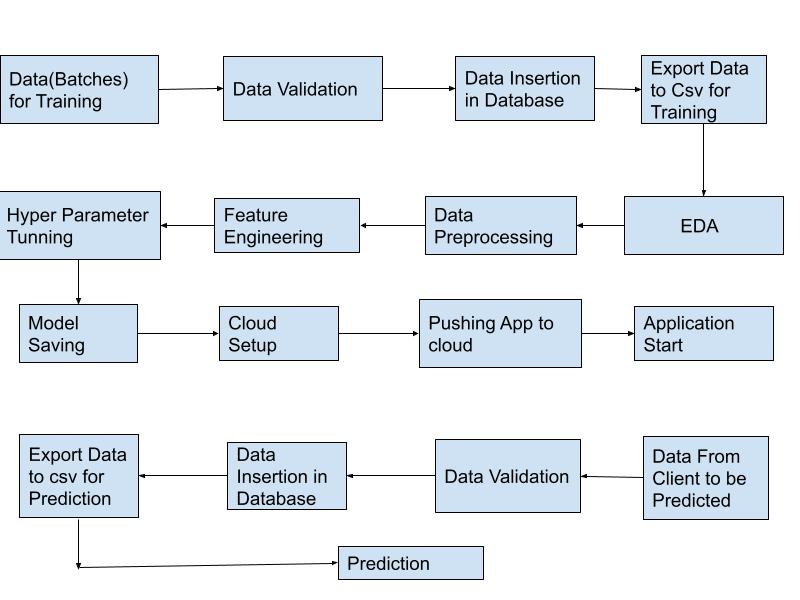 Data(Batches)
for Training
Data Validation
Data Insertion
in Database
Export Data
to Csv for
Training
EDA
Data
Preprocessing
Feature
Engineering
Hyper Parameter
Tunning
Model
Saving
Cloud
Setup
Pushing App to
cloud
Application
Start
Data From
Client to be
Predicted
Data Validation
Data
Insertion in
Database
Export Data
to csv for
Prediction
Prediction